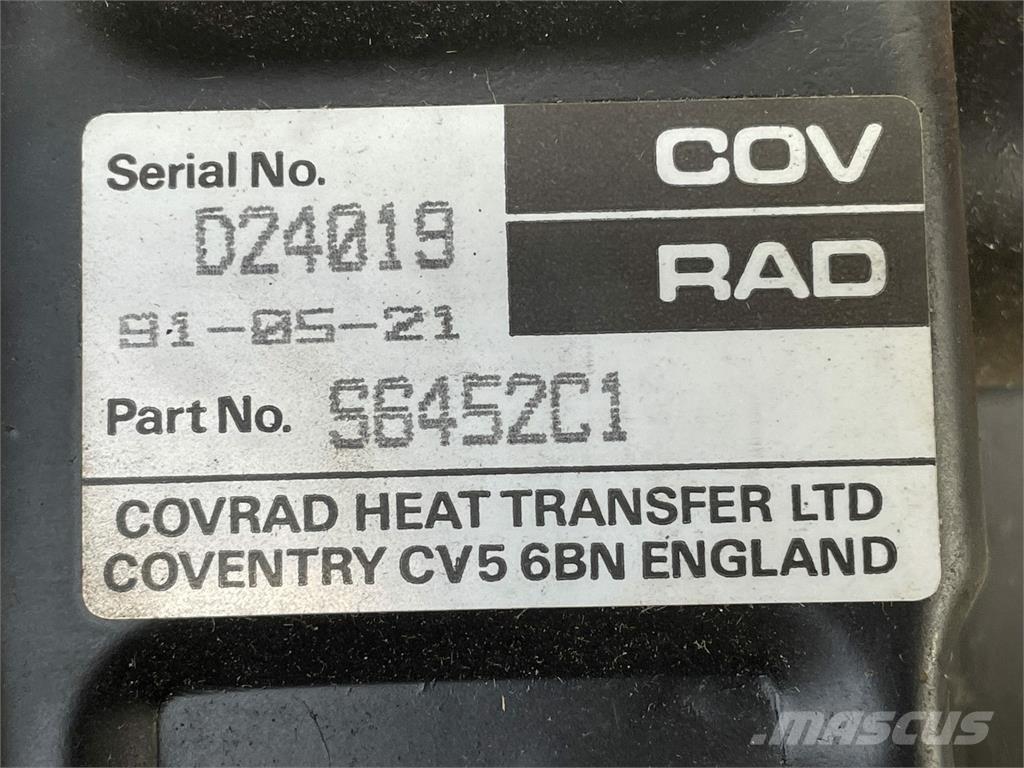 Serial No.
COV
D24019
RAD
91-05-21
Part No. S6452C1
COVRAD HEAT TRANSFER LTD
COVENTRY CV5 6BN ENGLAND
MASCUS